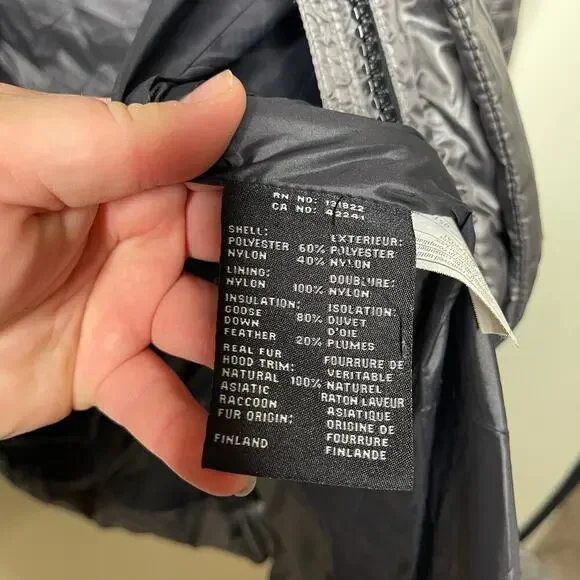 RN NO: 131822
CA NO: 42241
SHELL: EXTERIEUR:
POLYESTER 60% POLYESTER
NYLON 40% NYLON
LINING: DOUBLURE:
NYLON 100% NYLON
INSULATION: ISOLATION:
GOOSE 80% DUVET
DOWN D'OIE
FEATHER 20% PLUMES
REAL FUR FOURRURE DE
HOOD TRIM: VERITABLE
NATURAL 100% NATUREL
ASIATIC RATON LAVEUR
RACCOON ASIATIQUE
FUR ORIGIN: ORIGINE DE
FOURRURE
FINLAND FINLANDE